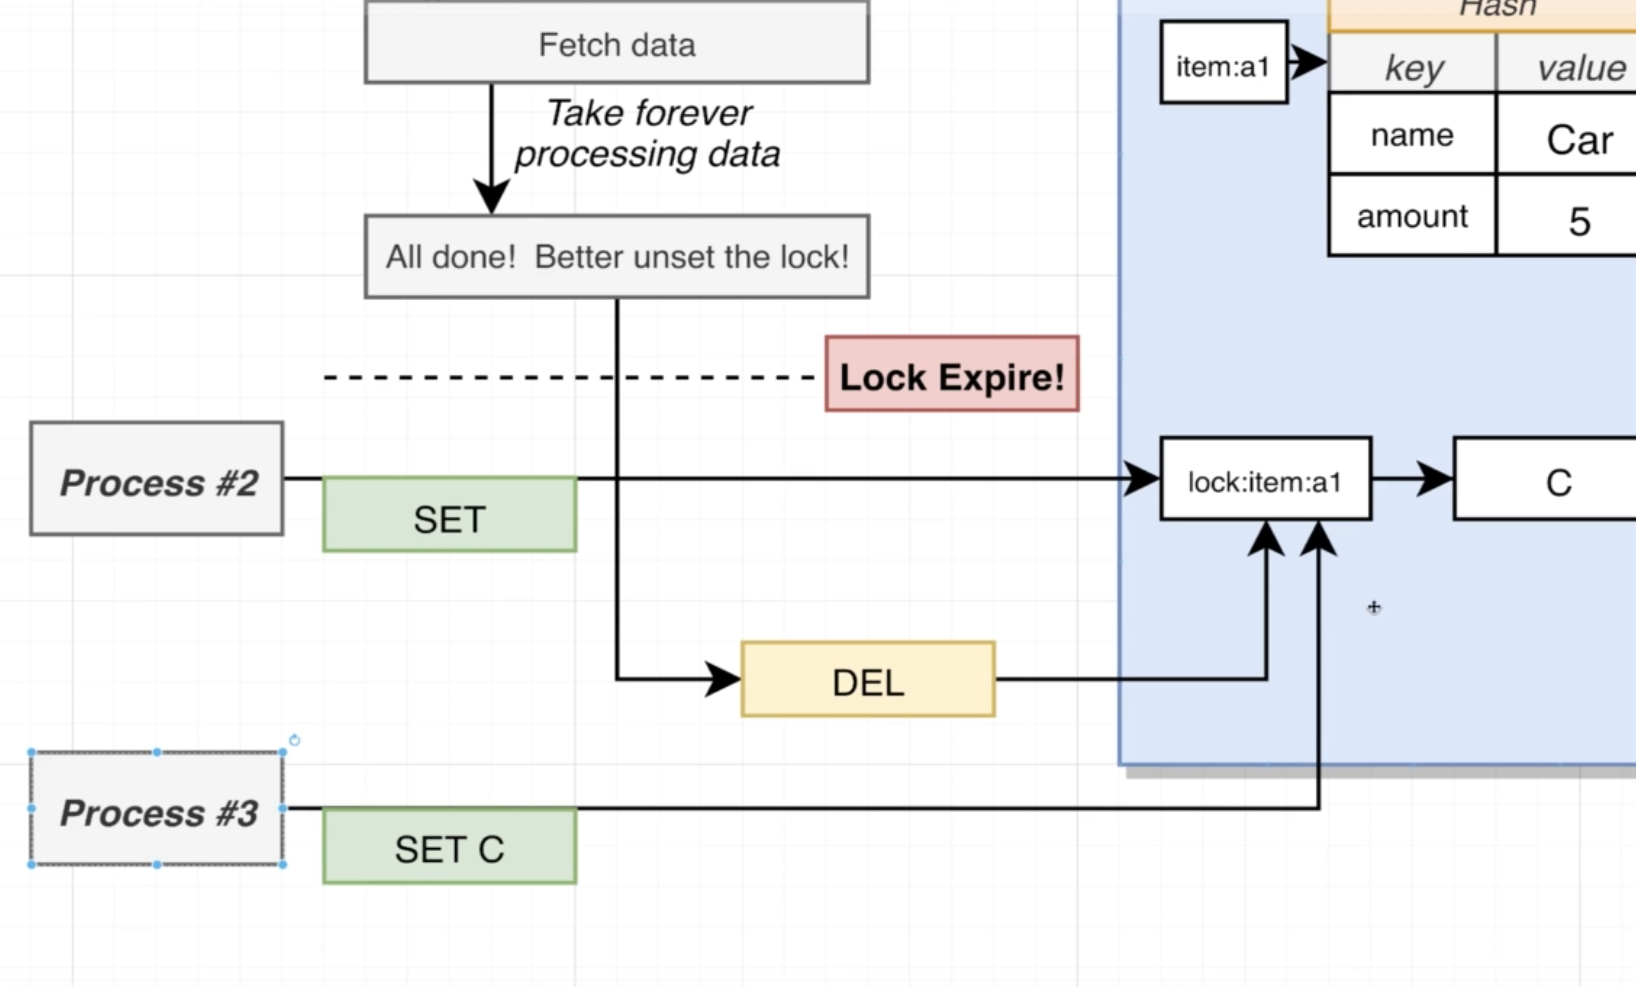 Fetch data
Take forever
processing data
All done!  Better unset the lock!
Lock Expire!
Process #2
SET
DEL
Process #3
SET C
item:a1
Hash
key value
name Car
amount 5
lock:item:a1
C